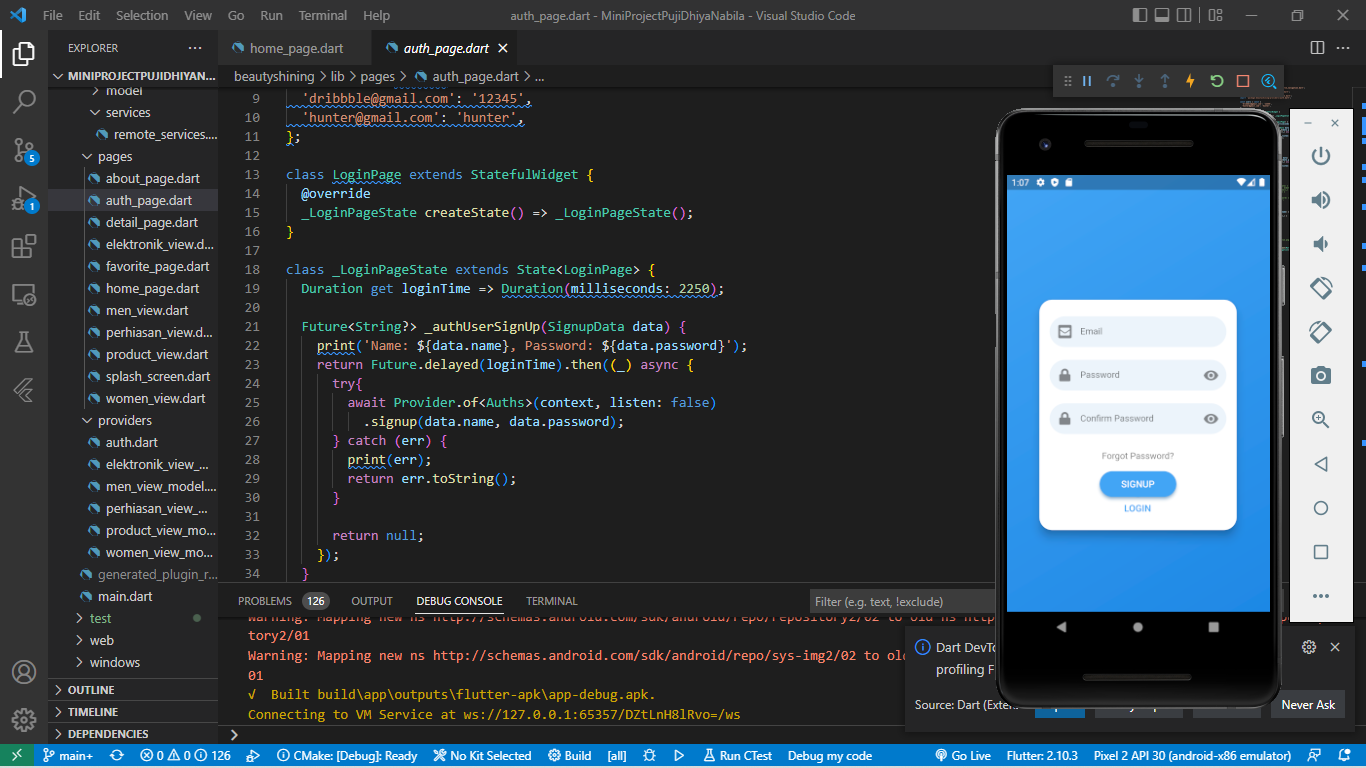 File Edit Selection View Go Run Terminal Help
auth_page.dart - MiniProjectPujiDhiyaNabila - Visual Studio Code
EXPLORER
MINIPROJECTPUJIDHIYAN...
model
services
remote_services....
pages
about_page.dart
auth_page.dart
detail_page.dart
elektronik_view.d...
favorite_page.dart
home_page.dart
men_view.dart
perhiasan_view.d...
product_view.dart
splash_screen.dart
women_view.dart
providers
auth.dart
elektronik_view_...
men_view_model....
perhiasan_view_...
product_view_mo...
women_view_mo...
generated_plugin_r...
main.dart
test
web
windows
OUTLINE
TIMELINE
DEPENDENCIES
5
1
home_page.dart
auth_page.dart
beautyshining > lib > pages > auth_page.dart > ...
9 'dribbble@gmail.com': '12345',
10 'hunter@gmail.com': 'hunter',
11 };
12
13 class LoginPage extends StatefulWidget {
14 @override
15 _LoginPageState createState() => _LoginPageState();
16 }
17
18 class _LoginPageState extends State<LoginPage> {
19 Duration get loginTime => Duration(milliseconds: 2250);
20
21 Future<String?> _authUserSignUp(SignupData data) {
22 print('Name: ${data.name}, Password: ${data.password}');
23 return Future.delayed(loginTime).then((_) async {
24 try{
25 await Provider.of<Auths>(context, listen: false)
26 .signup(data.name, data.password);
27 } catch (err) {
28 print(err);
29 return err.toString();
30 }
31
32 return null;
33 });
34 }
PROBLEMS 126 OUTPUT DEBUG CONSOLE TERMINAL
Filter (e.g. text, !exclude)
Warning: Mapping new ns http://schemas.android.com/sdk/android/repo/repository2/02 to old ns http
tory2/01
Warning: Mapping new ns http://schemas.android.com/sdk/android/repo/sys-img2/02 to old
01
√ Built build\app\outputs\flutter-apk\app-debug.apk.
Connecting to VM Service at ws://127.0.0.1:65357/DZtLnH8lRvo=/ws
1:07
Email
Password
Confirm Password
Forgot Password?
SIGNUP
LOGIN
Dart DevTo
profiling F
Source: Dart (Exten
Never Ask
main+ 0 0 126 CMake: [Debug]: Ready No Kit Selected Build [all] Run CTest Debug my code Go Live Flutter: 2.10.3 Pixel 2 API 30 (android-x86 emulator)